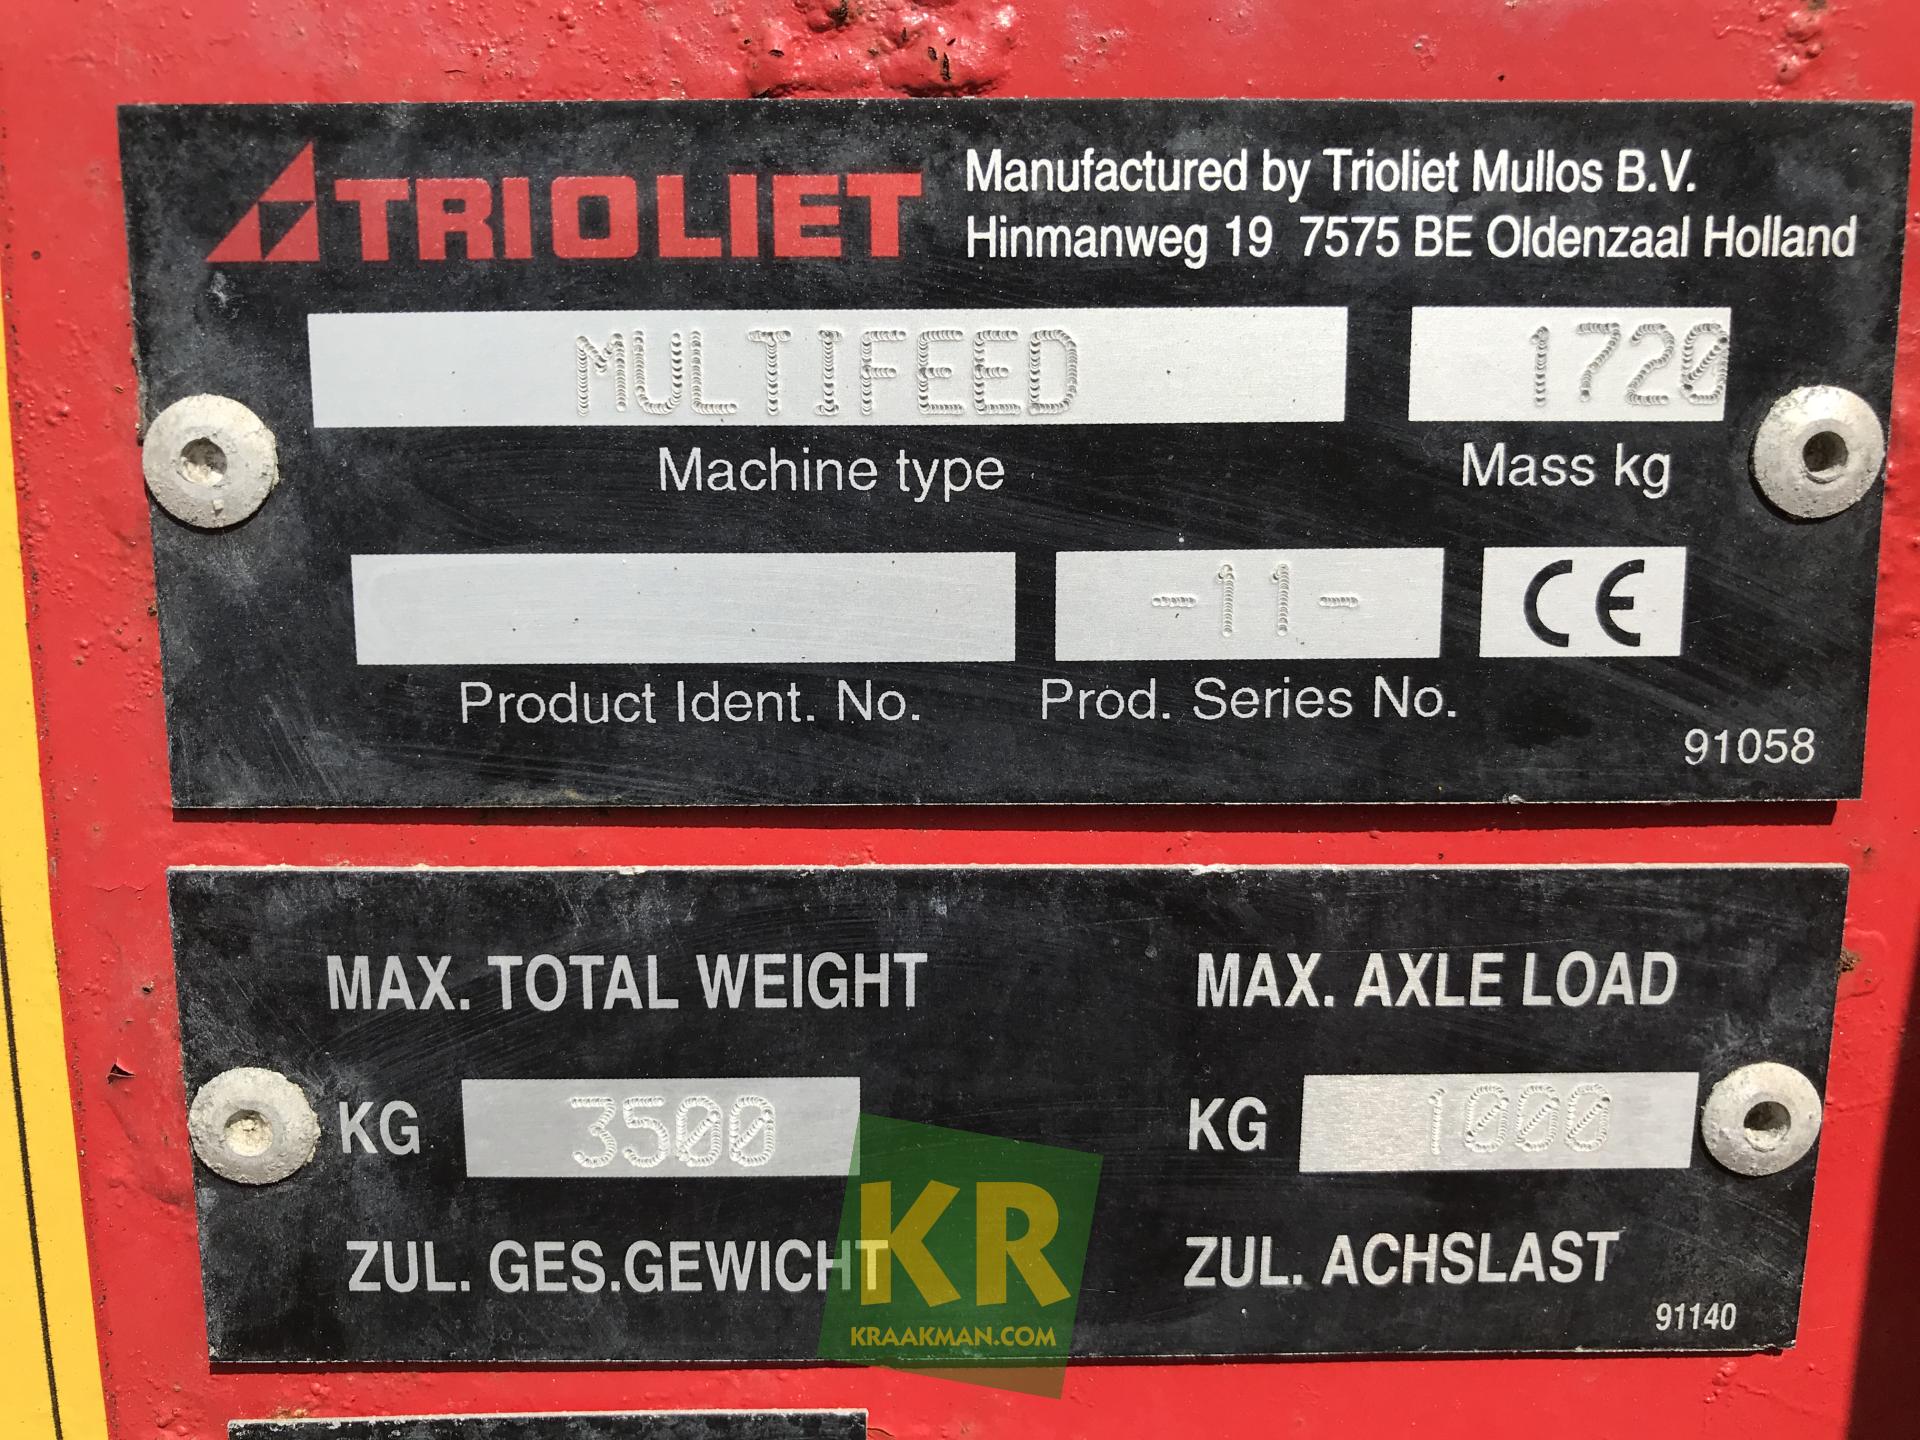 TRIOLIET
Manufactured by Trioliet Mullos B.V.
Hinmanweg 19 7575 BE Oldenzaal Holland
MULTIFEED
1720
Machine type
Mass kg
-11-
CE
Product Ident. No.
Prod. Series No.
91058
MAX. TOTAL WEIGHT
MAX. AXLE LOAD
KG 3500
KG 1000
ZUL. GES.GEWICHT
ZUL. ACHSLAST
91140
KR
KRAAKMAN.COM